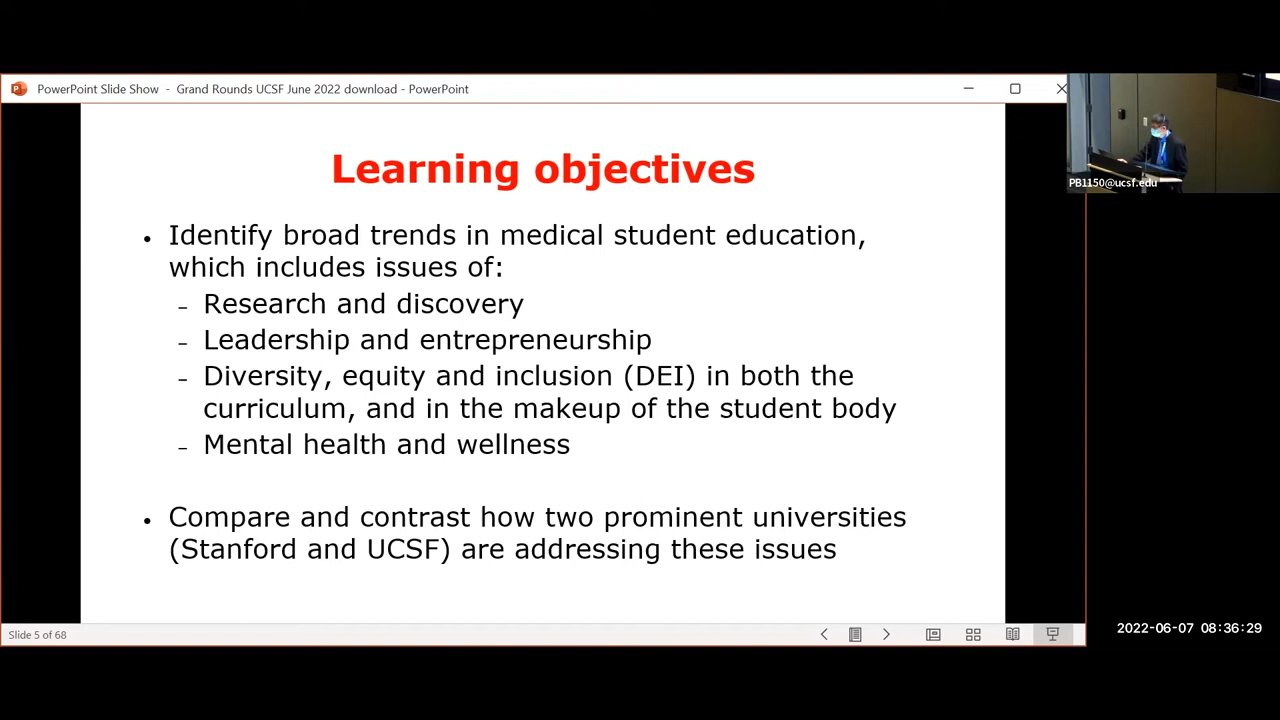 PowerPoint Slide Show - Grand Rounds UCSF June 2022 download - PowerPoint
PB1150@ucsf.edu
Learning objectives
• Identify broad trends in medical student education,
which includes issues of:
– Research and discovery
– Leadership and entrepreneurship
– Diversity, equity and inclusion (DEI) in both the
curriculum, and in the makeup of the student body
– Mental health and wellness
• Compare and contrast how two prominent universities
(Stanford and UCSF) are addressing these issues
Slide 5 of 68
2022-06-07 08:36:29